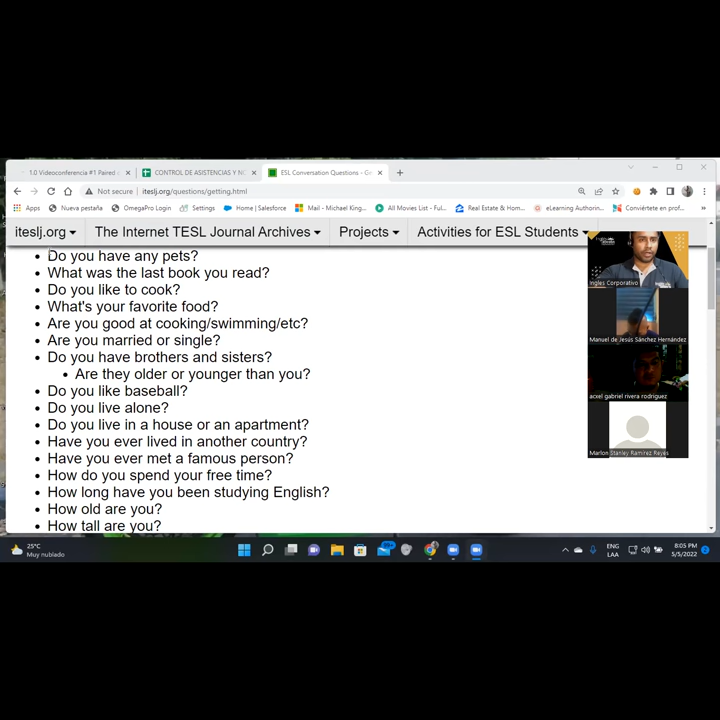 1.0 Videoconferencia #1 Paired c
CONTROL DE ASISTENCIAS Y NO
ESL Conversation Questions - Ge
Not secure | iteslj.org/questions/getting.html
Apps
Nueva pestaña
OmegaPro Login
Settings
Home | Salesforce
Mail - Michael King...
All Movies List - Ful...
Real Estate & Hom...
eLearning Authorin...
Conviértete en prof...
iteslj.org
The Internet TESL Journal Archives
Projects
Activities for ESL Students
Do you have any pets?
What was the last book you read?
Do you like to cook?
What's your favorite food?
Are you good at cooking/swimming/etc?
Are you married or single?
Do you have brothers and sisters?
Are they older or younger than you?
Do you like baseball?
Do you live alone?
Do you live in a house or an apartment?
Have you ever lived in another country?
Have you ever met a famous person?
How do you spend your free time?
How long have you been studying English?
How old are you?
How tall are you?
Ingles Corporativo
Manuel de Jesús Sánchez Hernández
acxel gabriel rivera rodriguez
Marlon Stanley Ramirez Reyes
25°C
Muy nublado
ENG
LAA
8:05 PM
5/5/2022